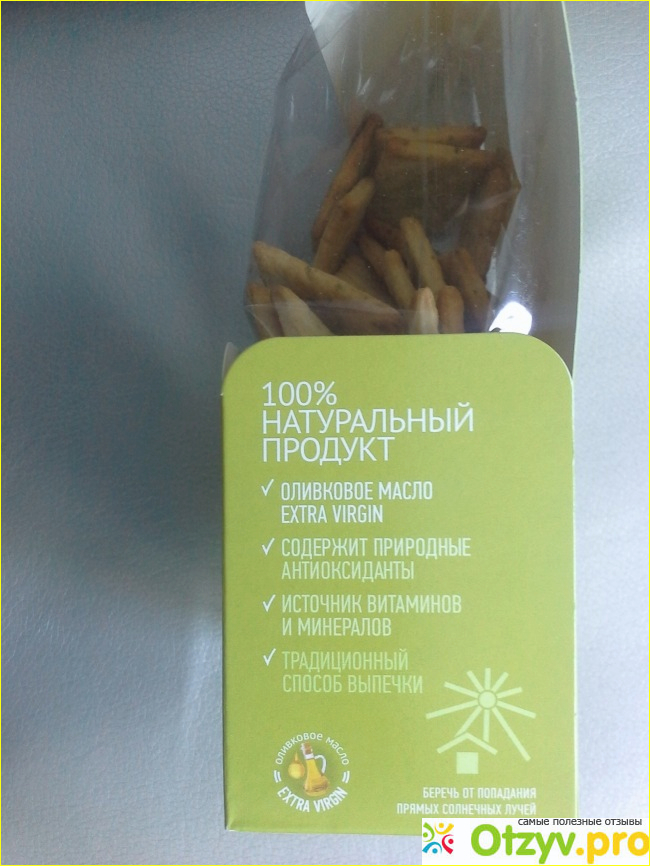 100%
НАТУРАЛЬНЫЙ
ПРОДУКТ
✓ ОЛИВКОВОЕ МАСЛО
EXTRA VIRGIN
✓ СОДЕРЖИТ ПРИРОДНЫЕ
АНТИОКСИДАНТЫ
✓ ИСТОЧНИК ВИТАМИНОВ
И МИНЕРАЛОВ
✓ ТРАДИЦИОННЫЙ
СПОСОБ ВЫПЕЧКИ
ОЛИВКОВОЕ МАСЛО
EXTRA VIRGIN
БЕРЕЧЬ ОТ ПОПАДАНИЯ
ПРЯМЫХ СОЛНЕЧНЫХ ЛУЧЕЙ
самые полезные отзывы
Otzyv.pro